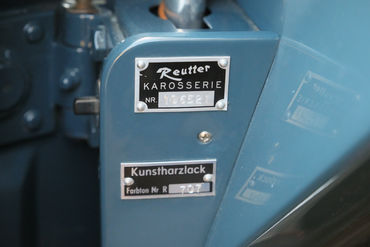 Reutter
KAROSSERIE
NR.
Kunstharzlack
Farbton Nr R 707